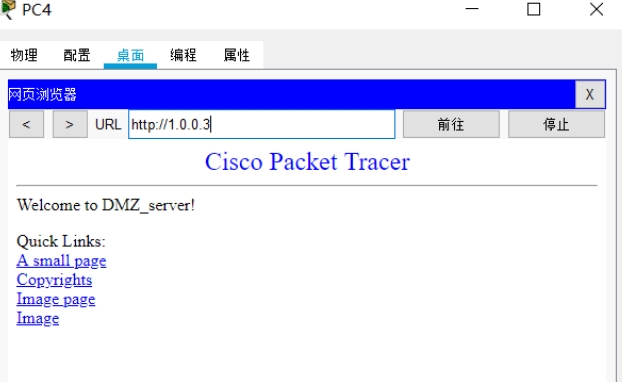 PC4
物理 配置 桌面 编程 属性
网页浏览器 X
< > URL http://1.0.0.3 前往 停止
Cisco Packet Tracer
Welcome to DMZ_server!
Quick Links:
A small page
Copyrights
Image page
Image